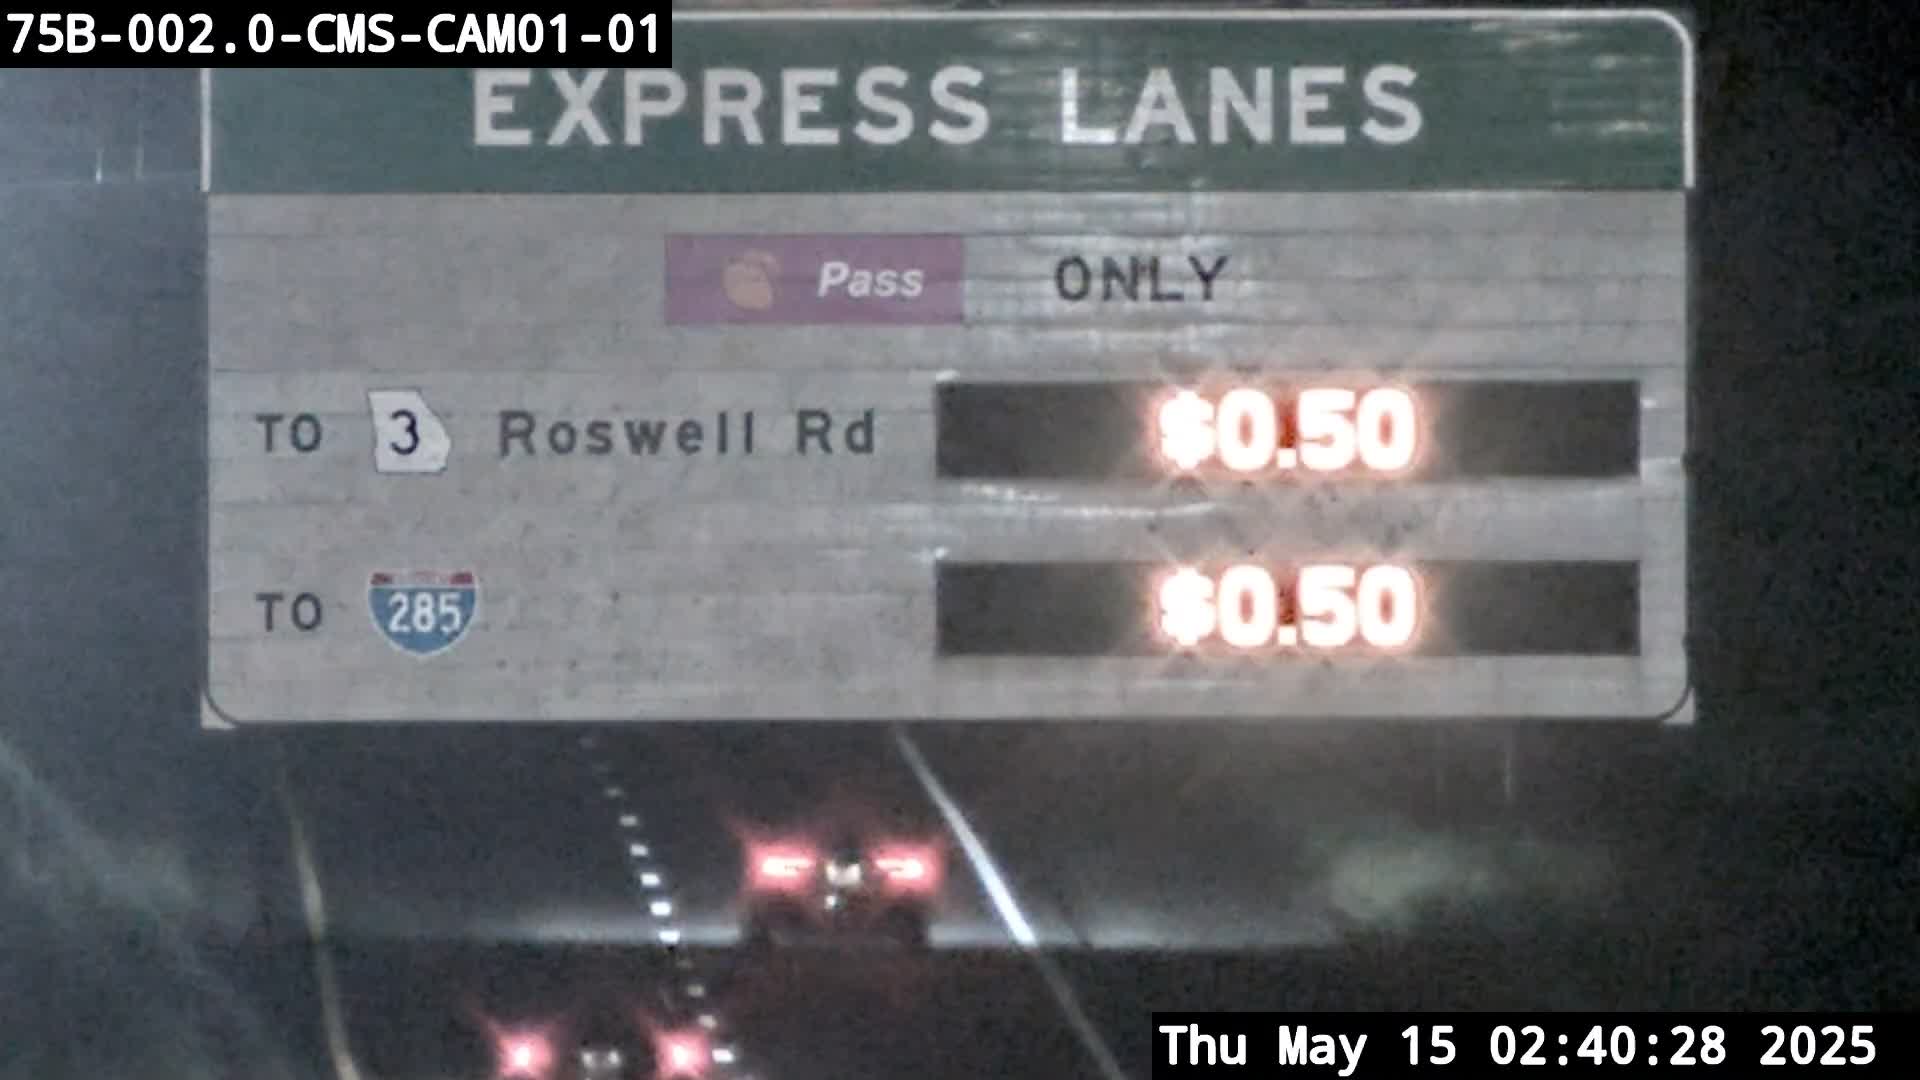 75B-002.0-CMS-CAM01-01
EXPRESS LANES
Pass ONLY
TO 3 Roswell Rd $0.50
TO 285 $0.50
Thu May 15 02:40:28 2025